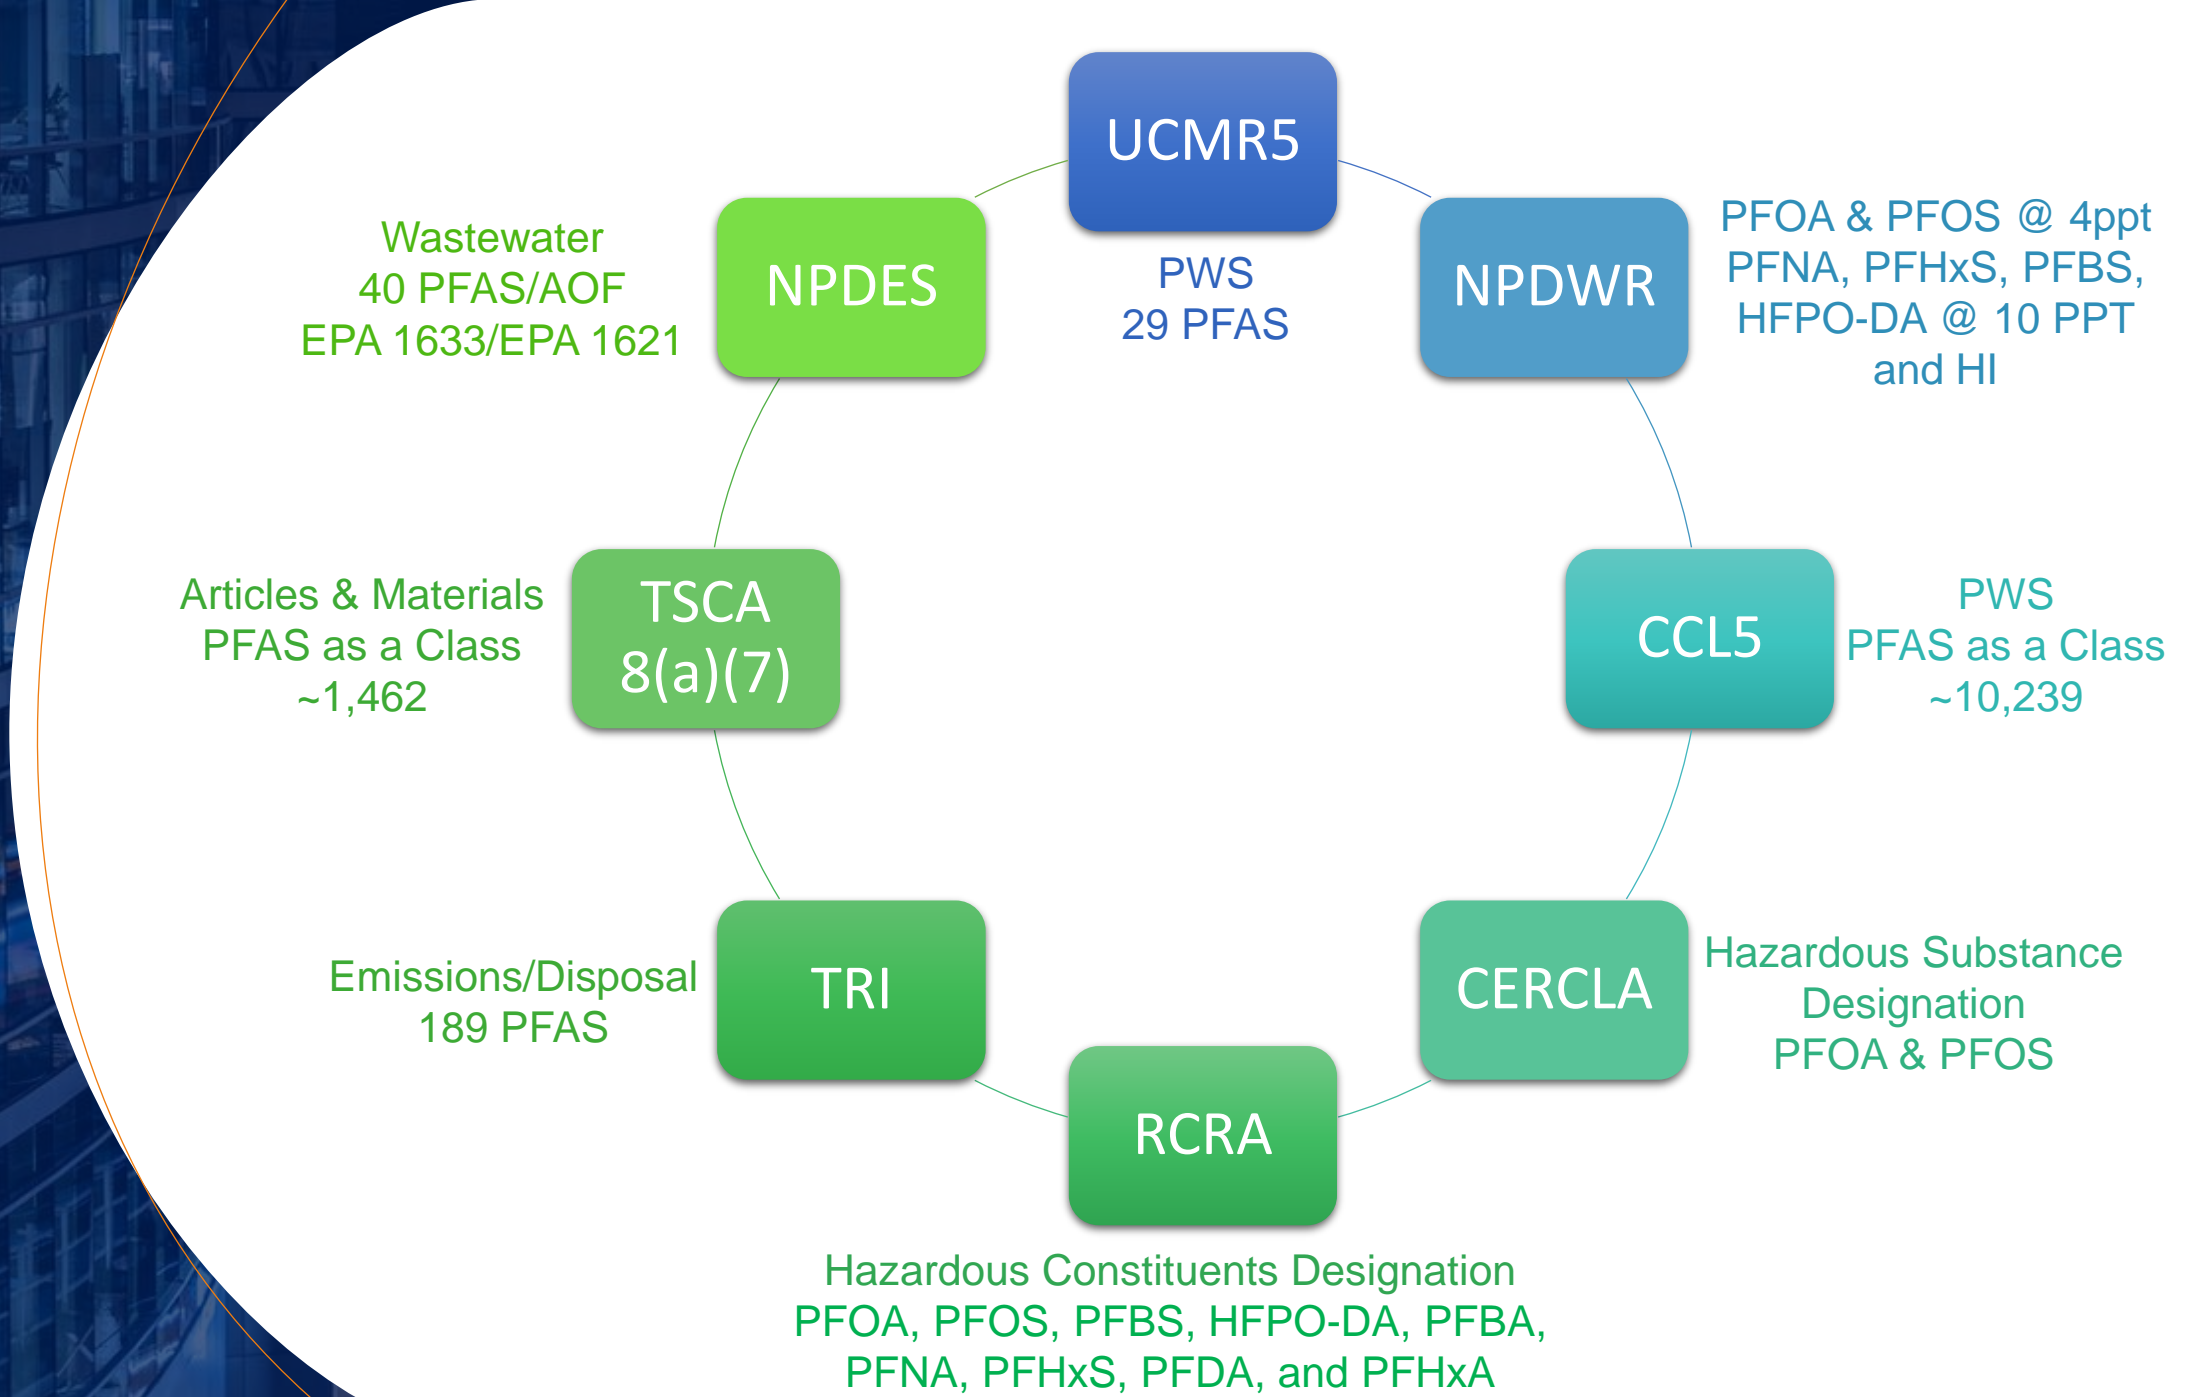 UCMR5
PWS
29 PFAS
NPDWR
PFOA & PFOS @ 4ppt
PFNA, PFHxS, PFBS,
HFPO-DA @ 10 PPT
and HI
CCL5
PWS
PFAS as a Class
~10,239
CERCLA
Hazardous Substance
Designation
PFOA & PFOS
RCRA
Hazardous Constituents Designation
PFOA, PFOS, PFBS, HFPO-DA, PFBA,
PFNA, PFHxS, PFDA, and PFHxA
TRI
Emissions/Disposal
189 PFAS
TSCA
8(a)(7)
Articles & Materials
PFAS as a Class
~1,462
NPDES
Wastewater
40 PFAS/AOF
EPA 1633/EPA 1621